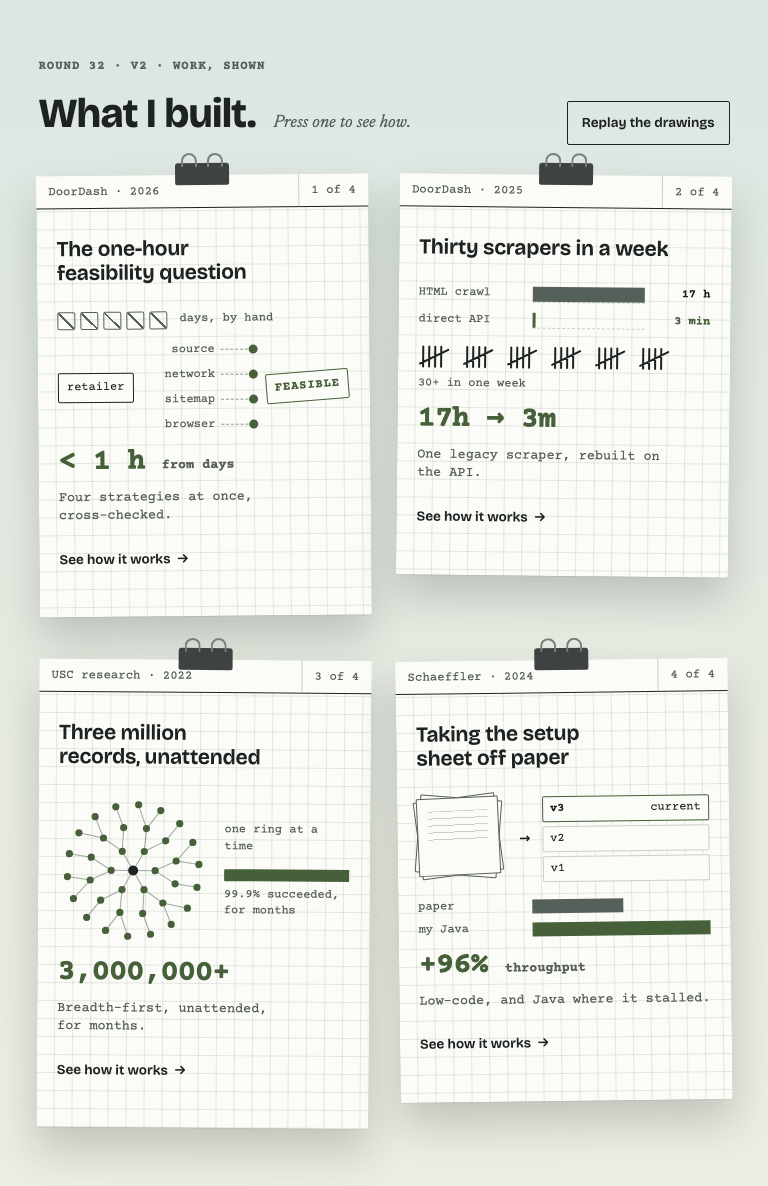 ROUND 32 · V2 · WORK, SHOWN
What I built. Press one to see how.
Replay the drawings
DoorDash · 2026
1 of 4
The one-hour
feasibility question
days, by hand
source
network
sitemap
browser
retailer
FEASIBLE
< 1 h from days
Four strategies at once,
cross-checked.
See how it works →
DoorDash · 2025
2 of 4
Thirty scrapers in a week
HTML crawl 17 h
direct API 3 min
30+ in one week
17h → 3m
One legacy scraper, rebuilt on
the API.
See how it works →
USC research · 2022
3 of 4
Three million
records, unattended
one ring at a
time
99.9% succeeded,
for months
3,000,000+
Breadth-first, unattended,
for months.
See how it works →
Schaeffler · 2024
4 of 4
Taking the setup
sheet off paper
→
v3 current
v2
v1
paper
my Java
+96% throughput
Low-code, and Java where it stalled.
See how it works →